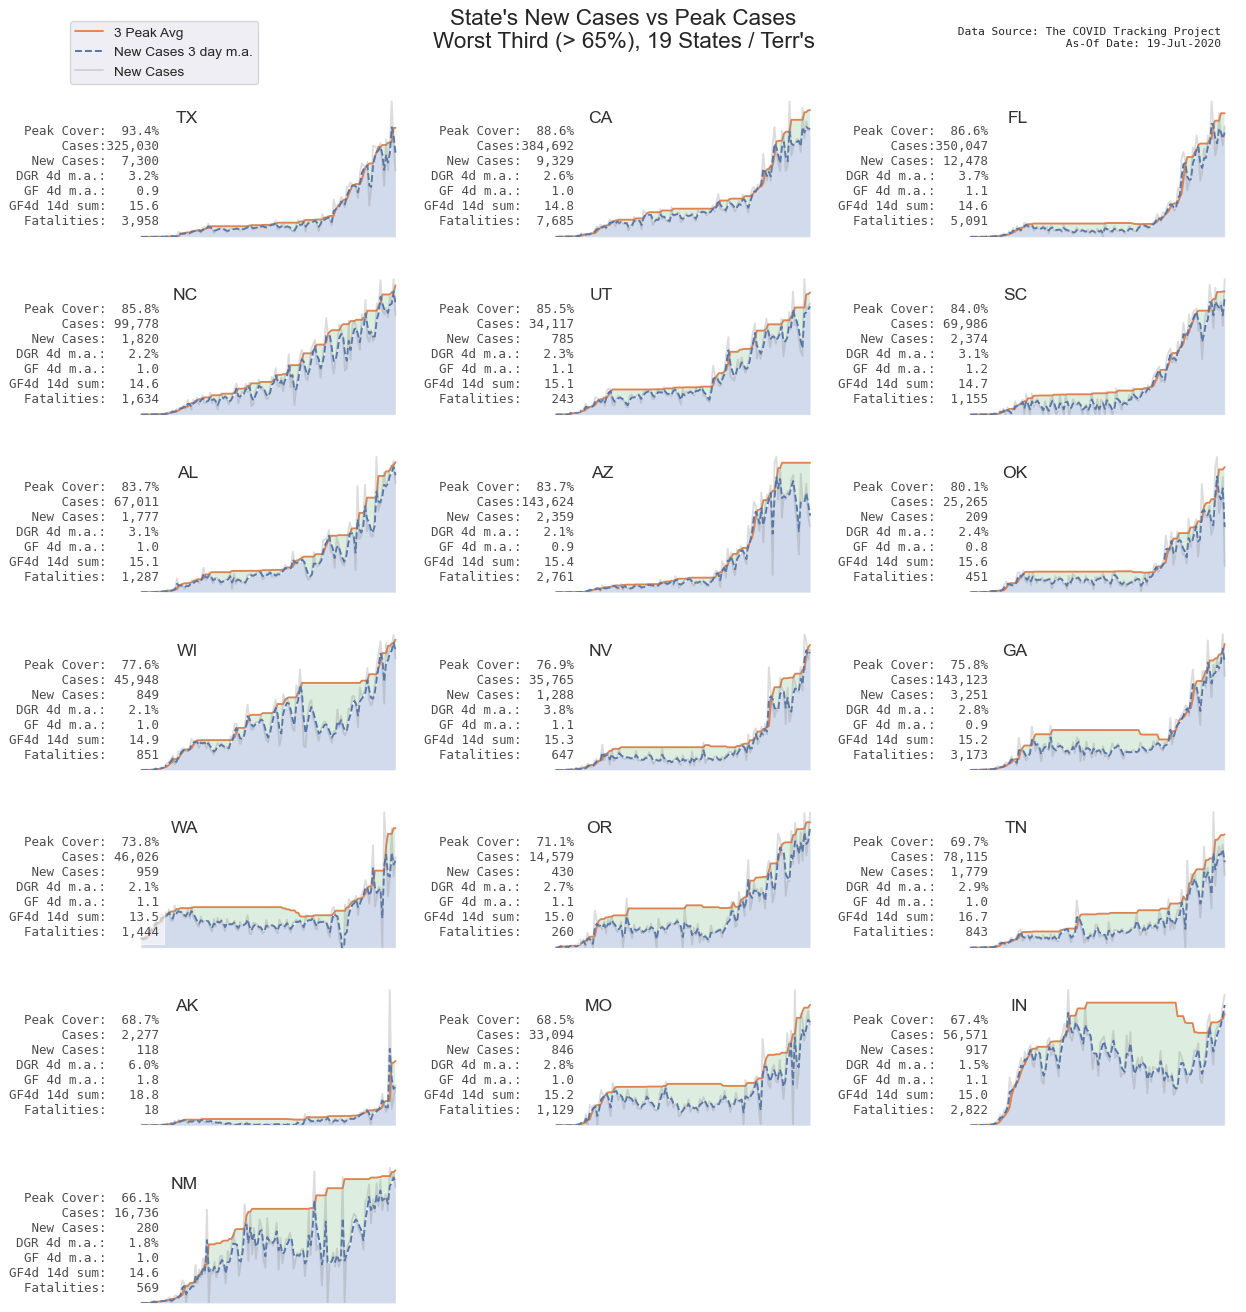 State's New Cases vs Peak Cases
Worst Third (> 65%), 19 States / Terr's
3 Peak Avg
New Cases 3 day m.a.
New Cases
Data Source: The COVID Tracking Project
As-Of Date: 19-Jul-2020
TX
Peak Cover: 93.4%
Cases:325,030
New Cases: 7,300
DGR 4d m.a.: 3.2%
GF 4d m.a.: 0.9
GF4d 14d sum: 15.6
Fatalities: 3,958
CA
Peak Cover: 88.6%
Cases:384,692
New Cases: 9,329
DGR 4d m.a.: 2.6%
GF 4d m.a.: 1.0
GF4d 14d sum: 14.8
Fatalities: 7,685
FL
Peak Cover: 86.6%
Cases:350,047
New Cases: 12,478
DGR 4d m.a.: 3.7%
GF 4d m.a.: 1.1
GF4d 14d sum: 14.6
Fatalities: 5,091
NC
Peak Cover: 85.8%
Cases: 99,778
New Cases: 1,820
DGR 4d m.a.: 2.2%
GF 4d m.a.: 1.0
GF4d 14d sum: 14.6
Fatalities: 1,634
UT
Peak Cover: 85.5%
Cases: 34,117
New Cases: 785
DGR 4d m.a.: 2.3%
GF 4d m.a.: 1.1
GF4d 14d sum: 15.1
Fatalities: 243
SC
Peak Cover: 84.0%
Cases: 69,986
New Cases: 2,374
DGR 4d m.a.: 3.1%
GF 4d m.a.: 1.2
GF4d 14d sum: 14.7
Fatalities: 1,155
AL
Peak Cover: 83.7%
Cases: 67,011
New Cases: 1,777
DGR 4d m.a.: 3.1%
GF 4d m.a.: 1.0
GF4d 14d sum: 15.1
Fatalities: 1,287
AZ
Peak Cover: 83.7%
Cases:143,624
New Cases: 2,359
DGR 4d m.a.: 2.1%
GF 4d m.a.: 0.9
GF4d 14d sum: 15.4
Fatalities: 2,761
OK
Peak Cover: 80.1%
Cases: 25,265
New Cases: 209
DGR 4d m.a.: 2.4%
GF 4d m.a.: 0.8
GF4d 14d sum: 15.6
Fatalities: 451
WI
Peak Cover: 77.6%
Cases: 45,948
New Cases: 849
DGR 4d m.a.: 2.1%
GF 4d m.a.: 1.0
GF4d 14d sum: 14.9
Fatalities: 851
NV
Peak Cover: 76.9%
Cases: 35,765
New Cases: 1,288
DGR 4d m.a.: 3.8%
GF 4d m.a.: 1.1
GF4d 14d sum: 15.3
Fatalities: 647
GA
Peak Cover: 75.8%
Cases:143,123
New Cases: 3,251
DGR 4d m.a.: 2.8%
GF 4d m.a.: 0.9
GF4d 14d sum: 15.2
Fatalities: 3,173
WA
Peak Cover: 73.8%
Cases: 46,026
New Cases: 959
DGR 4d m.a.: 2.1%
GF 4d m.a.: 1.1
GF4d 14d sum: 13.5
Fatalities: 1,444
OR
Peak Cover: 71.1%
Cases: 14,579
New Cases: 430
DGR 4d m.a.: 2.7%
GF 4d m.a.: 1.1
GF4d 14d sum: 15.0
Fatalities: 260
TN
Peak Cover: 69.7%
Cases: 78,115
New Cases: 1,779
DGR 4d m.a.: 2.9%
GF 4d m.a.: 1.0
GF4d 14d sum: 16.7
Fatalities: 843
AK
Peak Cover: 68.7%
Cases: 2,277
New Cases: 118
DGR 4d m.a.: 6.0%
GF 4d m.a.: 1.8
GF4d 14d sum: 18.8
Fatalities: 18
MO
Peak Cover: 68.5%
Cases: 33,094
New Cases: 846
DGR 4d m.a.: 2.8%
GF 4d m.a.: 1.0
GF4d 14d sum: 15.2
Fatalities: 1,129
IN
Peak Cover: 67.4%
Cases: 56,571
New Cases: 917
DGR 4d m.a.: 1.5%
GF 4d m.a.: 1.1
GF4d 14d sum: 15.0
Fatalities: 2,822
NM
Peak Cover: 66.1%
Cases: 16,736
New Cases: 280
DGR 4d m.a.: 1.8%
GF 4d m.a.: 1.0
GF4d 14d sum: 14.6
Fatalities: 569